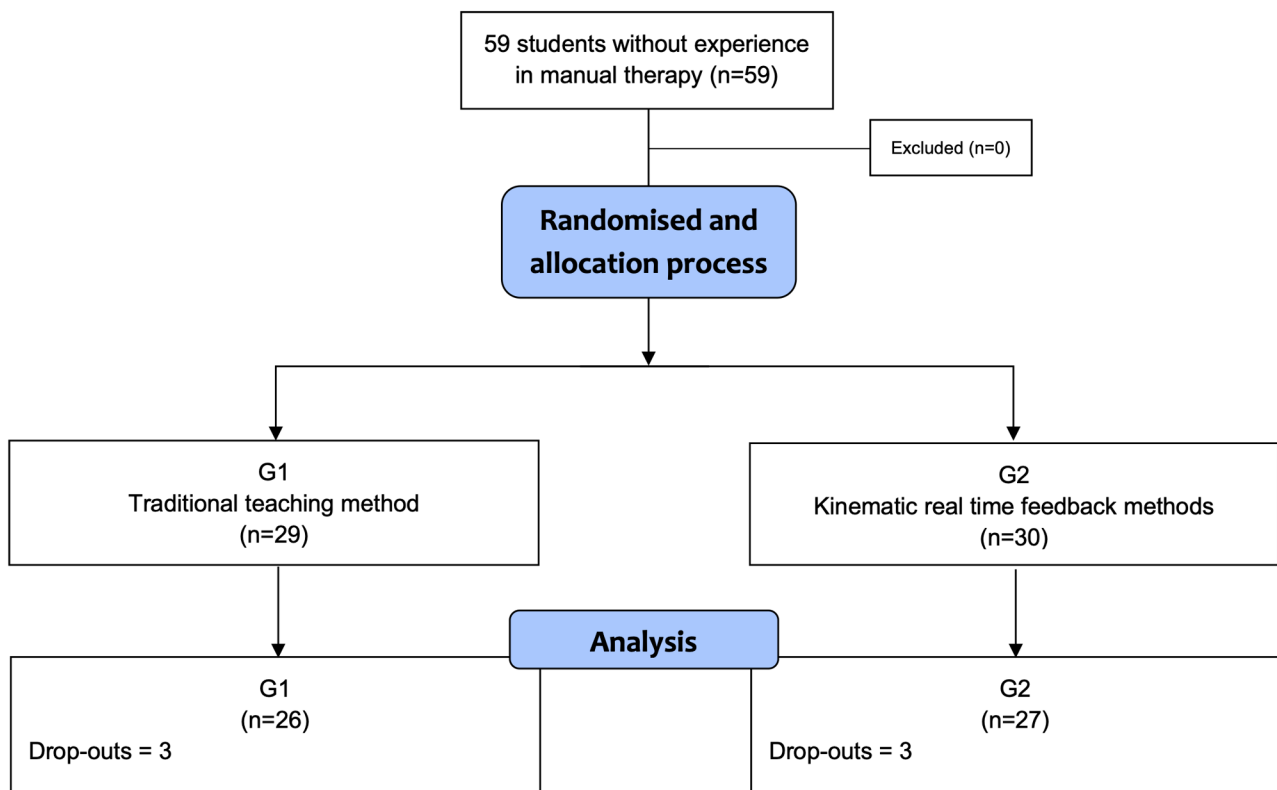 59 students without experience
in manual therapy (n=59)
Excluded (n=0)
Randomised and
allocation process
G1
Traditional teaching method
(n=29)
G2
Kinematic real time feedback methods
(n=30)
Analysis
G1
(n=26)
Drop-outs = 3
G2
(n=27)
Drop-outs = 3